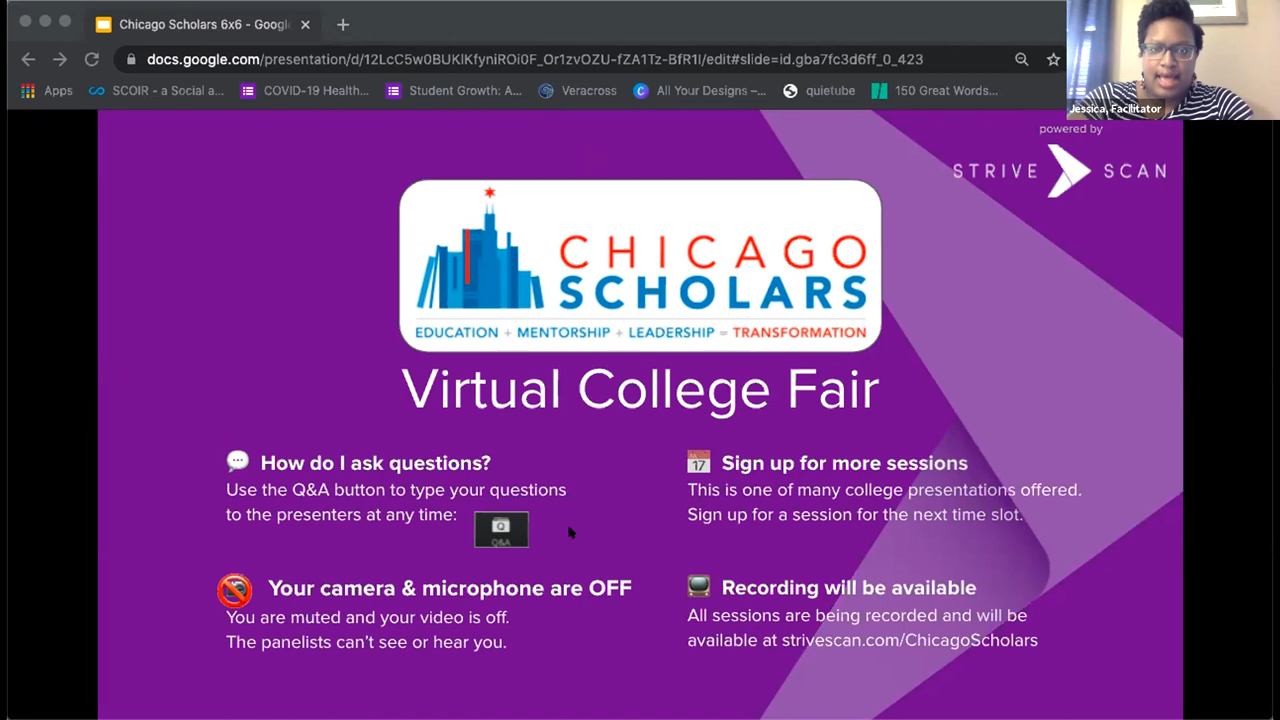 Chicago Scholars 6x6 - Googl
docs.google.com/presentation/d/12LcC5w0BUKlKfyniROi0F_Or1zvOZU-fZA1Tz-BfR1I/edit#slide=id.gba7fc3d6ff_0_423
Apps
SCOIR - a Social a...
COVID-19 Health...
Student Growth: A...
Veracross
All Your Designs –...
quietube
150 Great Words...
Jessica, Facilitator
powered by
STRIVE SCAN
CHICAGO
SCHOLARS
EDUCATION + MENTORSHIP + LEADERSHIP = TRANSFORMATION
Virtual College Fair
How do I ask questions?
Use the Q&A button to type your questions
to the presenters at any time:
Q
Q&A
Sign up for more sessions
17
This is one of many college presentations offered.
Sign up for a session for the next time slot.
Your camera & microphone are OFF
You are muted and your video is off.
The panelists can't see or hear you.
Recording will be available
All sessions are being recorded and will be
available at strivescan.com/ChicagoScholars